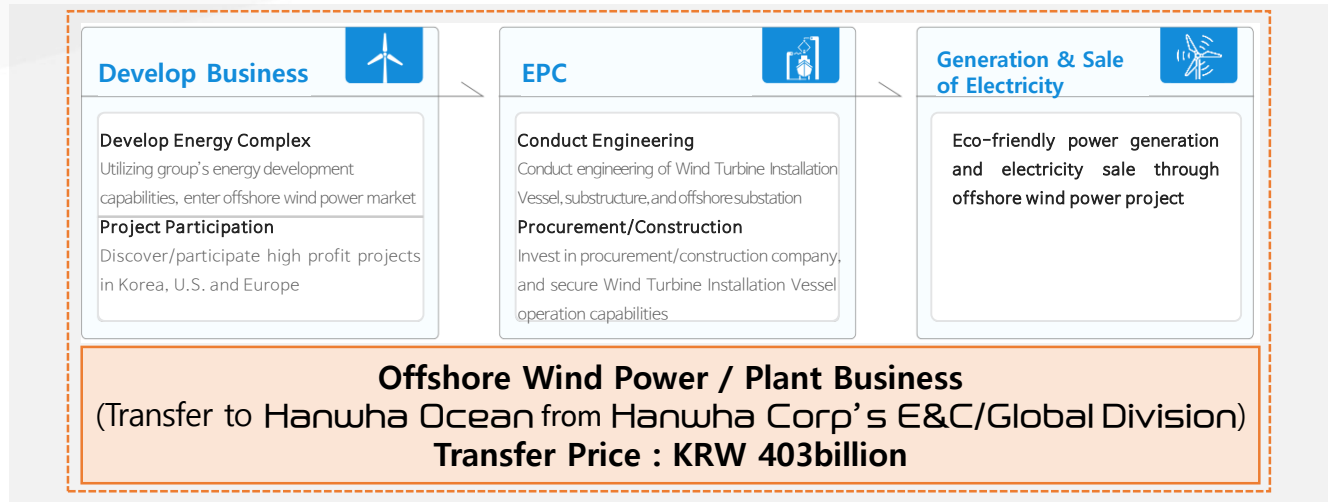 Develop Business
Develop Energy Complex
Utilizing group's energy development
capabilities, enter offshore wind power market
Project Participation
Discover/participate high profit projects
in Korea, U.S. and Europe
EPC
Conduct Engineering
Conduct engineering of Wind Turbine Installation
Vessel, substructure, and offshore substation
Procurement/Construction
Invest in procurement/construction company,
and secure Wind Turbine Installation Vessel
operation capabilities
Generation & Sale
of Electricity
Eco-friendly power generation
and electricity sale through
offshore wind power project
Offshore Wind Power / Plant Business
(Transfer to Hanwha Ocean from Hanwha Corp's E&C/Global Division)
Transfer Price : KRW 403billion